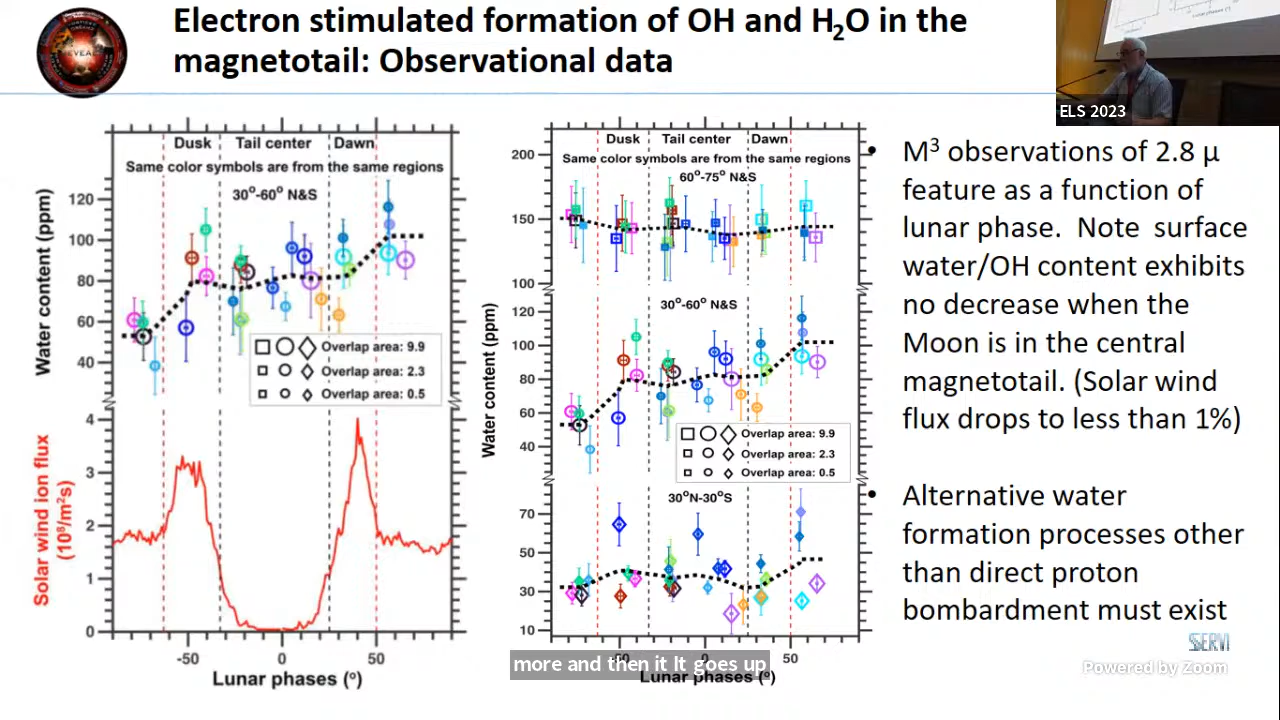 Electron stimulated formation of OH and H₂O in the
magnetotail: Observational data
REVEALS
ELS 2023
Dusk Tail center Dawn
Same color symbols are from the same regions
30°-60° N&S
Water content (ppm)
120
100
80
60
40
Overlap area: 9.9
Overlap area: 2.3
Overlap area: 0.5
Solar wind ion flux
(10⁸/m²s)
4
3
2
1
0
-50 0 50
Lunar phases (°)
Dusk Tail center Dawn
Same color symbols are from the same regions
60°-75° N&S
200
150
100
30°-60° N&S
Water content (ppm)
120
100
80
60
40
Overlap area: 9.9
Overlap area: 2.3
Overlap area: 0.5
30°N-30°S
70
50
30
10
50
Lunar phases (°)
more and then it It goes up
• M³ observations of 2.8 µ
feature as a function of
lunar phase. Note surface
water/OH content exhibits
no decrease when the
Moon is in the central
magnetotail. (Solar wind
flux drops to less than 1%)
• Alternative water
formation processes other
than direct proton
bombardment must exist
Powered by Zoom